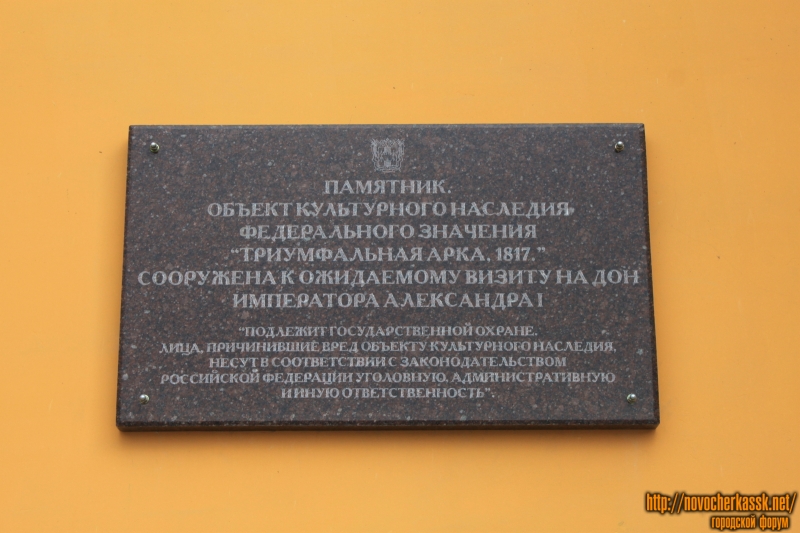 ПАМЯТНИК.
ОБЪЕКТ КУЛЬТУРНОГО НАСЛЕДИЯ
ФЕДЕРАЛЬНОГО ЗНАЧЕНИЯ
"ТРИУМФАЛЬНАЯ АРКА, 1817."
СООРУЖЕНА К ОЖИДАЕМОМУ ВИЗИТУ НА ДОН
ИМПЕРАТОРА АЛЕКСАНДРА I
"ПОДЛЕЖИТ ГОСУДАРСТВЕННОЙ ОХРАНЕ.
ЛИЦА, ПРИЧИНИВШИЕ ВРЕД ОБЪЕКТУ КУЛЬТУРНОГО НАСЛЕДИЯ,
НЕСУТ В СООТВЕТСТВИИ С ЗАКОНОДАТЕЛЬСТВОМ
РОССИЙСКОЙ ФЕДЕРАЦИИ УГОЛОВНУЮ, АДМИНИСТРАТИВНУЮ
И ИНУЮ ОТВЕТСТВЕННОСТЬ".
http://novocherkassk.net/
городской форум